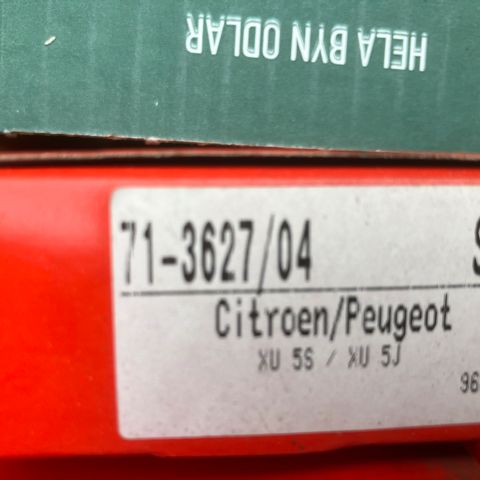 HELA BYN ODLAR
71-3627/04
Citroen/Peugeot
XU 5S / XU 5J
96